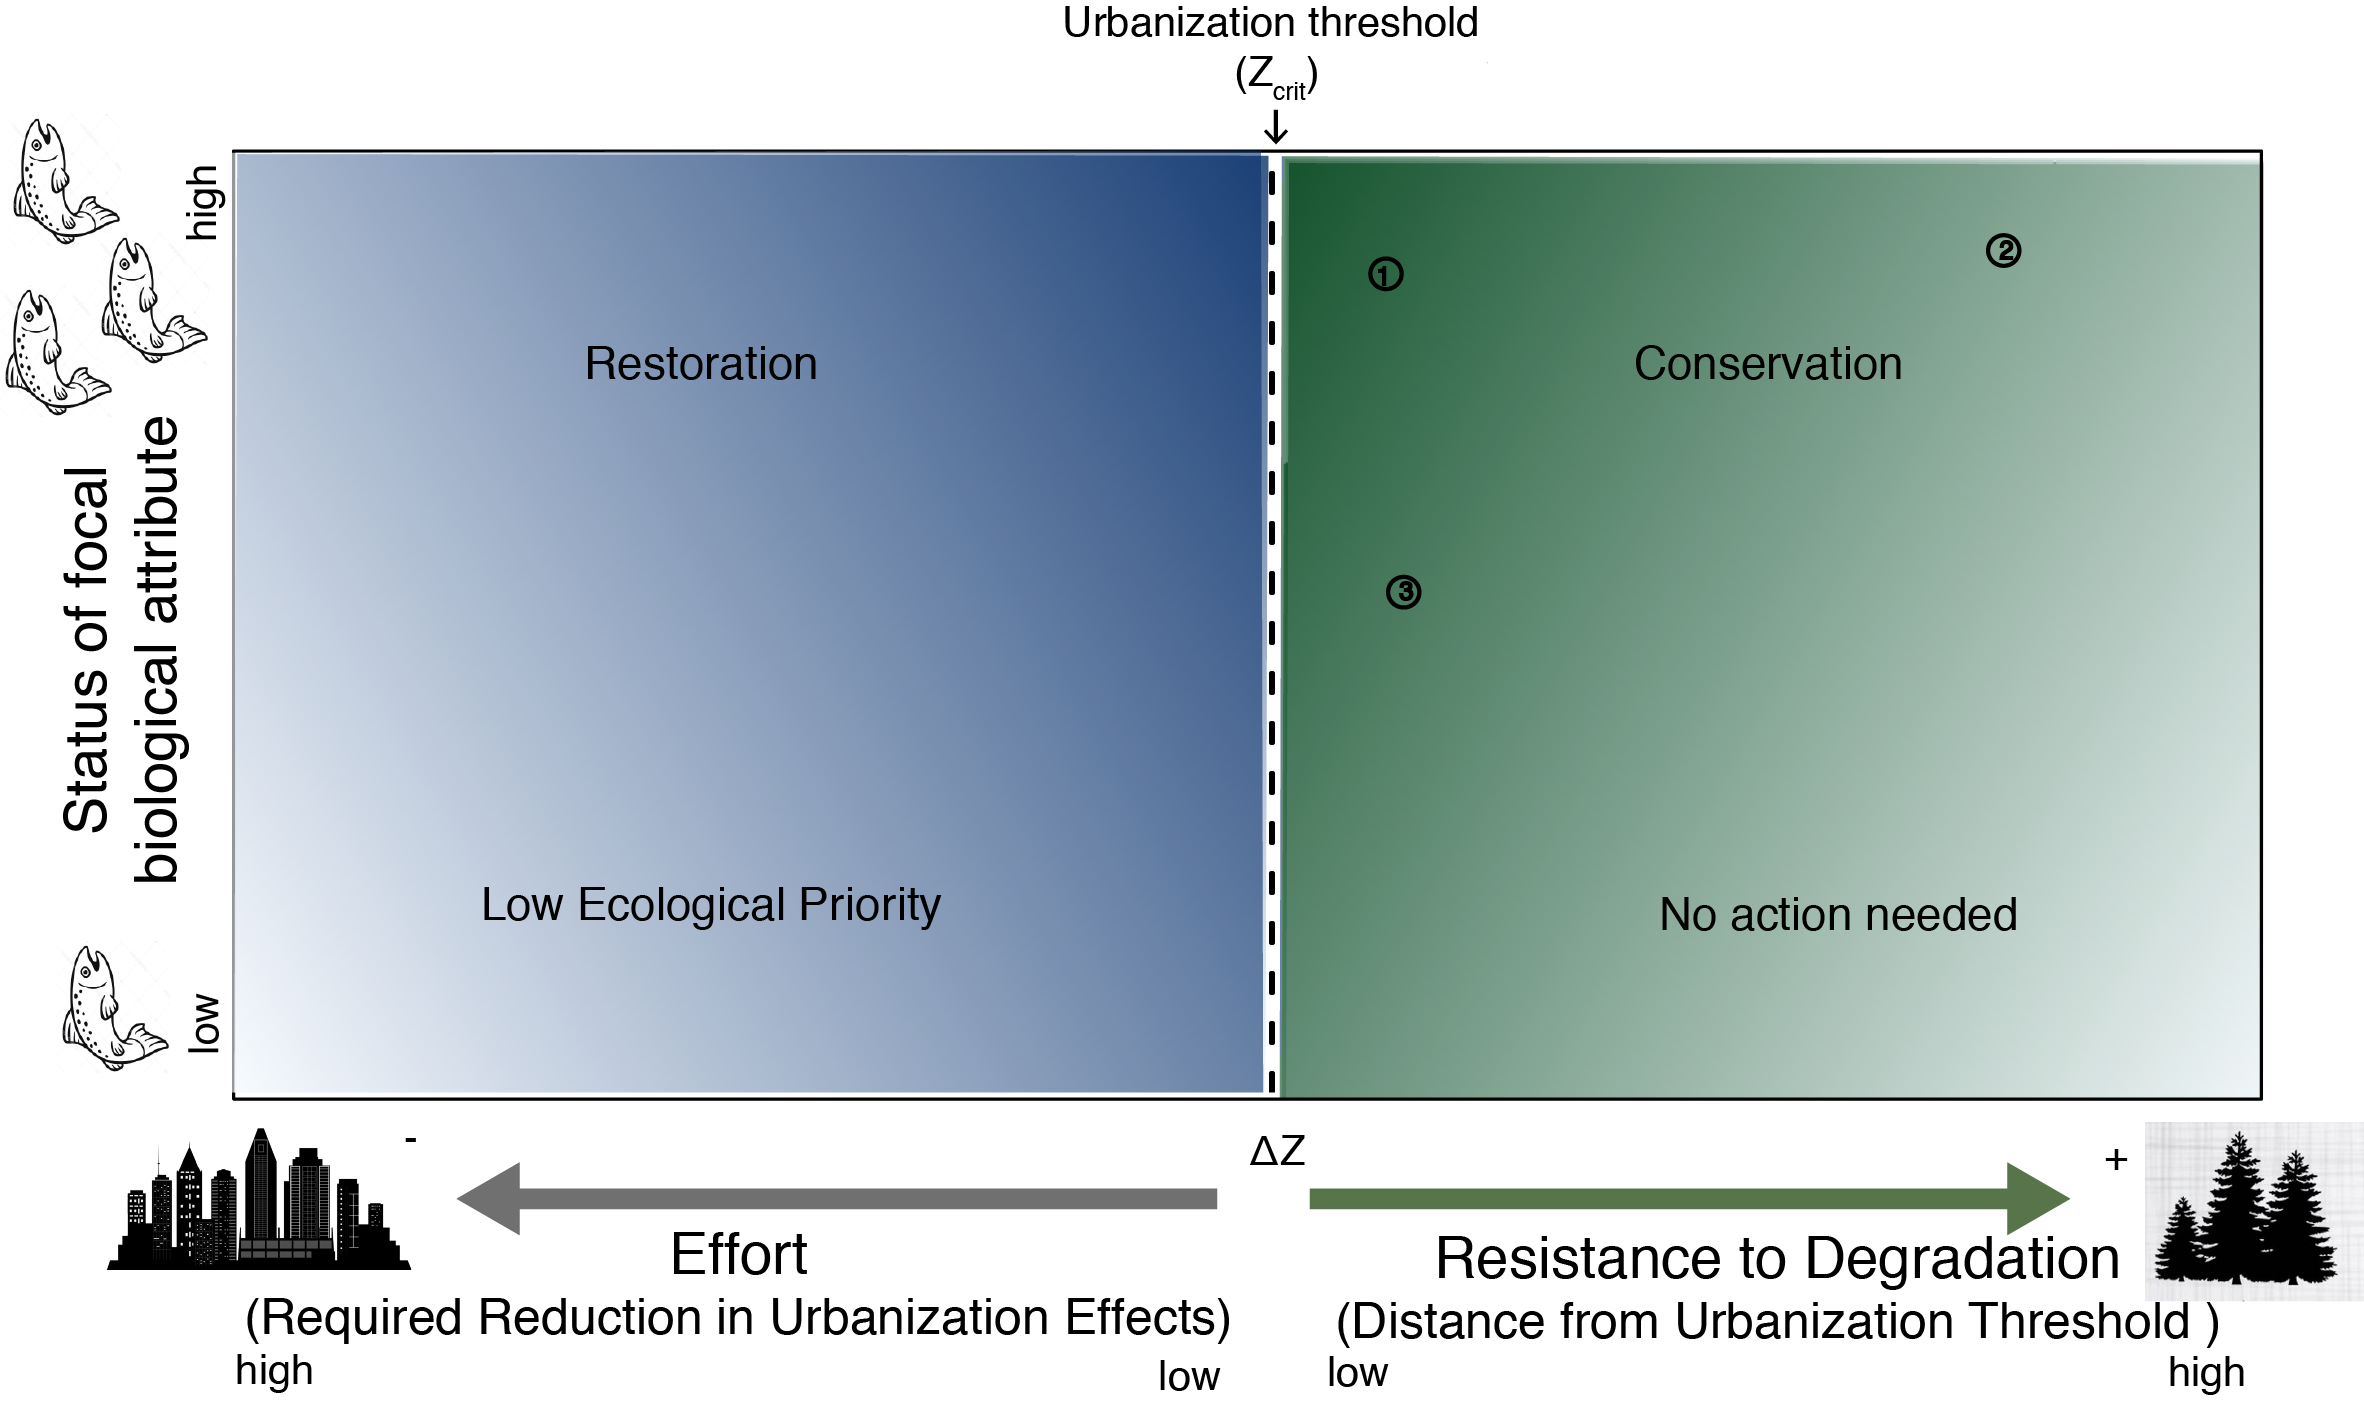 Urbanization threshold
(Zcrit)
high
Status of focal
biological attribute
low
Restoration
Conservation
1
2
3
Low Ecological Priority
No action needed
-
ΔZ
+
Effort
(Required Reduction in Urbanization Effects)
high
low
Resistance to Degradation
(Distance from Urbanization Threshold )
low
high